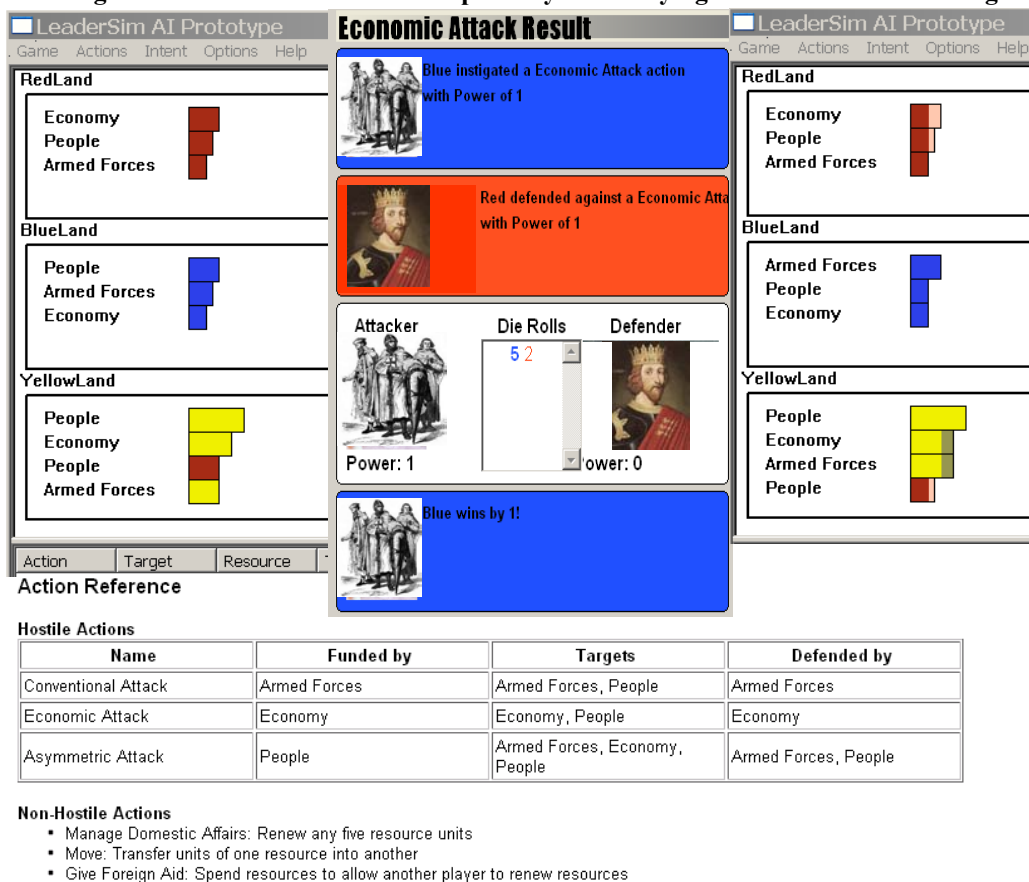 LeaderSim AI Prototype
Game Actions Intent Options Help
RedLand
Economy
People
Armed Forces
BlueLand
People
Armed Forces
Economy
YellowLand
People
Economy
People
Armed Forces
Action Target Resource
Economic Attack Result
Blue instigated a Economic Attack action
with Power of 1
Red defended against a Economic Atta
with Power of 1
Attacker Die Rolls Defender
5 2
Power: 1 ower: 0
Blue wins by 1!
LeaderSim AI Prototype
Game Actions Intent Options Help
RedLand
Economy
People
Armed Forces
BlueLand
Armed Forces
People
Economy
YellowLand
People
Economy
Armed Forces
People
Action Reference
Hostile Actions
Name Funded by Targets Defended by
Conventional Attack Armed Forces Armed Forces, People Armed Forces
Economic Attack Economy Economy, People Economy
Asymmetric Attack People Armed Forces, Economy, People Armed Forces, People
Non-Hostile Actions
• Manage Domestic Affairs: Renew any five resource units
• Move: Transfer units of one resource into another
• Give Foreign Aid: Spend resources to allow another player to renew resources